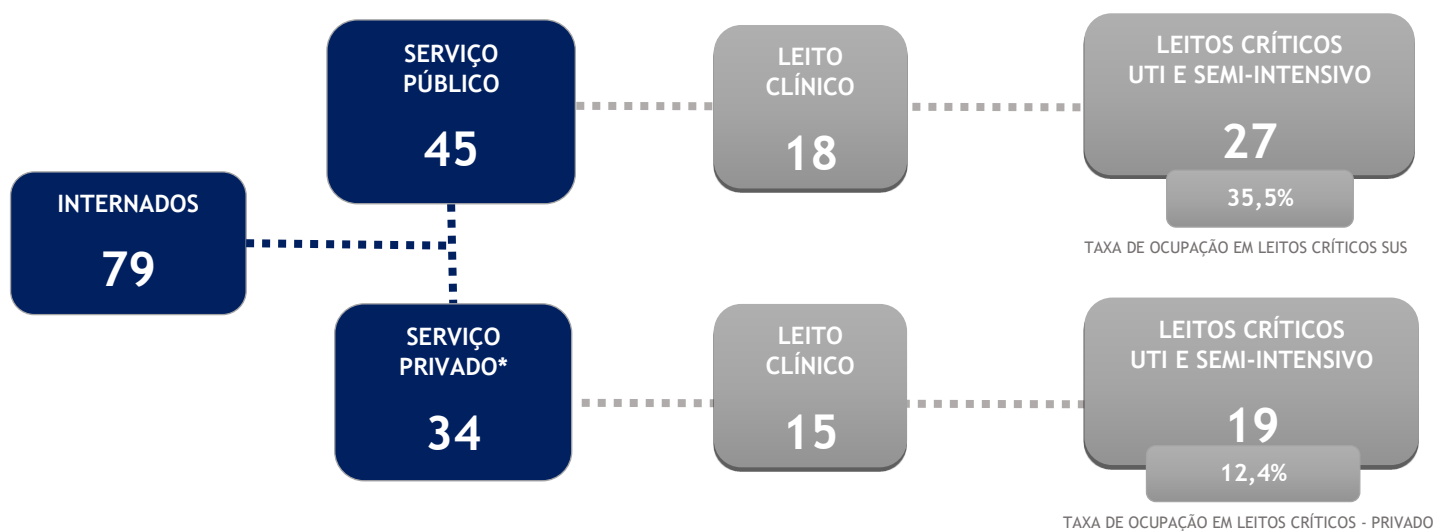 INTERNADOS
79
SERVIÇO
PÚBLICO
45
LEITO
CLÍNICO
18
LEITOS CRÍTICOS
UTI E SEMI-INTENSIVO
27
35,5%
TAXA DE OCUPAÇÃO EM LEITOS CRÍTICOS SUS
SERVIÇO
PRIVADO*
34
LEITO
CLÍNICO
15
LEITOS CRÍTICOS
UTI E SEMI-INTENSIVO
19
12,4%
TAXA DE OCUPAÇÃO EM LEITOS CRÍTICOS - PRIVADO